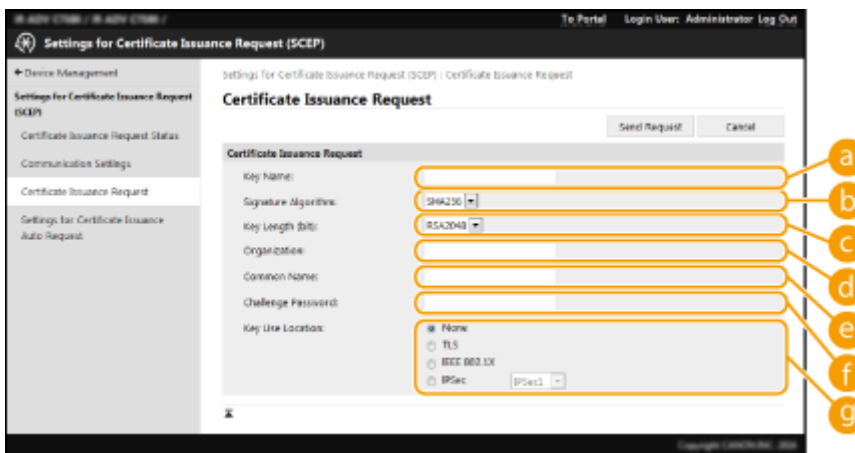 To Portal Login User: Administrator Log Out
Settings for Certificate Issuance Request (SCEP)
Device Management
Settings for Certificate Issuance Request
(SCEP)
Certificate Issuance Request Status
Communication Settings
Certificate Issuance Request
Settings for Certificate Issuance
Auto Request
Settings for Certificate Issuance Request (SCEP) : Certificate Issuance Request
Certificate Issuance Request
Send Request Cancel
Certificate Issuance Request
Key Name:
Signature Algorithm: SHA256
Key Length (bit): RSA2048
Organization:
Common Name:
Challenge Password:
Key Use Location: None
TLS
IEEE 802.1X
IPSec IPSec1
Copyright CANON INC. 2016
a
b
c
d
e
f
g